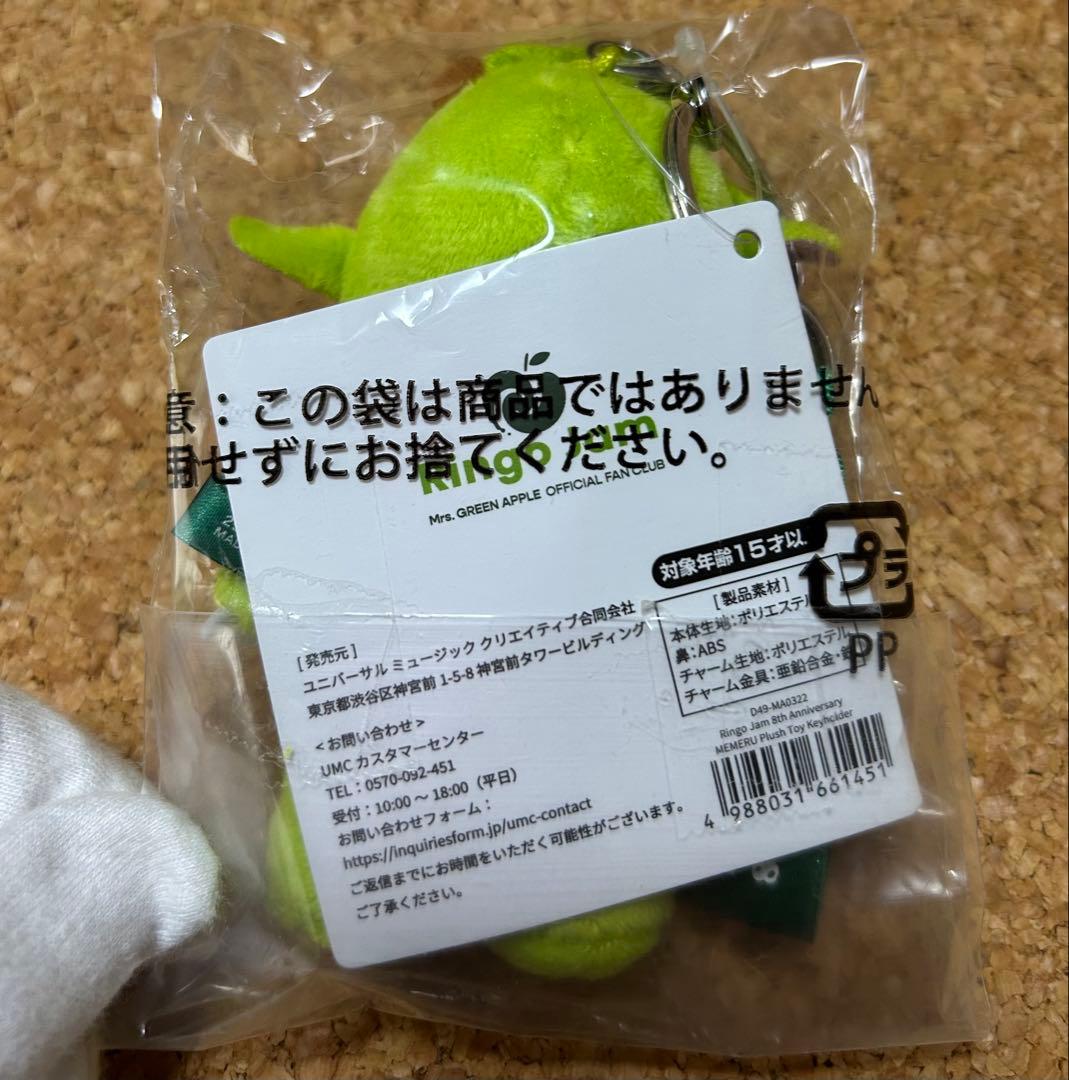 意：この袋は商品ではありません
用せずにお捨てください。
Ringo Jam
Mrs. GREEN APPLE OFFICIAL FAN CLUB
対象年齢15才以
プラ
PP
[製品素材]
本体生地：ポリエステル
鼻：ABS
チャーム生地：ポリエステル
チャーム金具：亜鉛合金・鉄
[発売元]
ユニバーサル ミュージック クリエイティブ合同会社
東京都渋谷区神宮前 1-5-8 神宮前タワービルディング
<お問い合わせ>
UMC カスタマーセンター
TEL：0570-092-451
受付：10:00～18:00（平日）
お問い合わせフォーム：
https://inquiriesform.jp/umc-contact
ご返信までにお時間をいただく可能性がございます。
ご了承ください。
D49-MA0322
Ringo Jam 8th Anniversary
MEMERU Plush Toy Keyholder
4 988031 661451
8